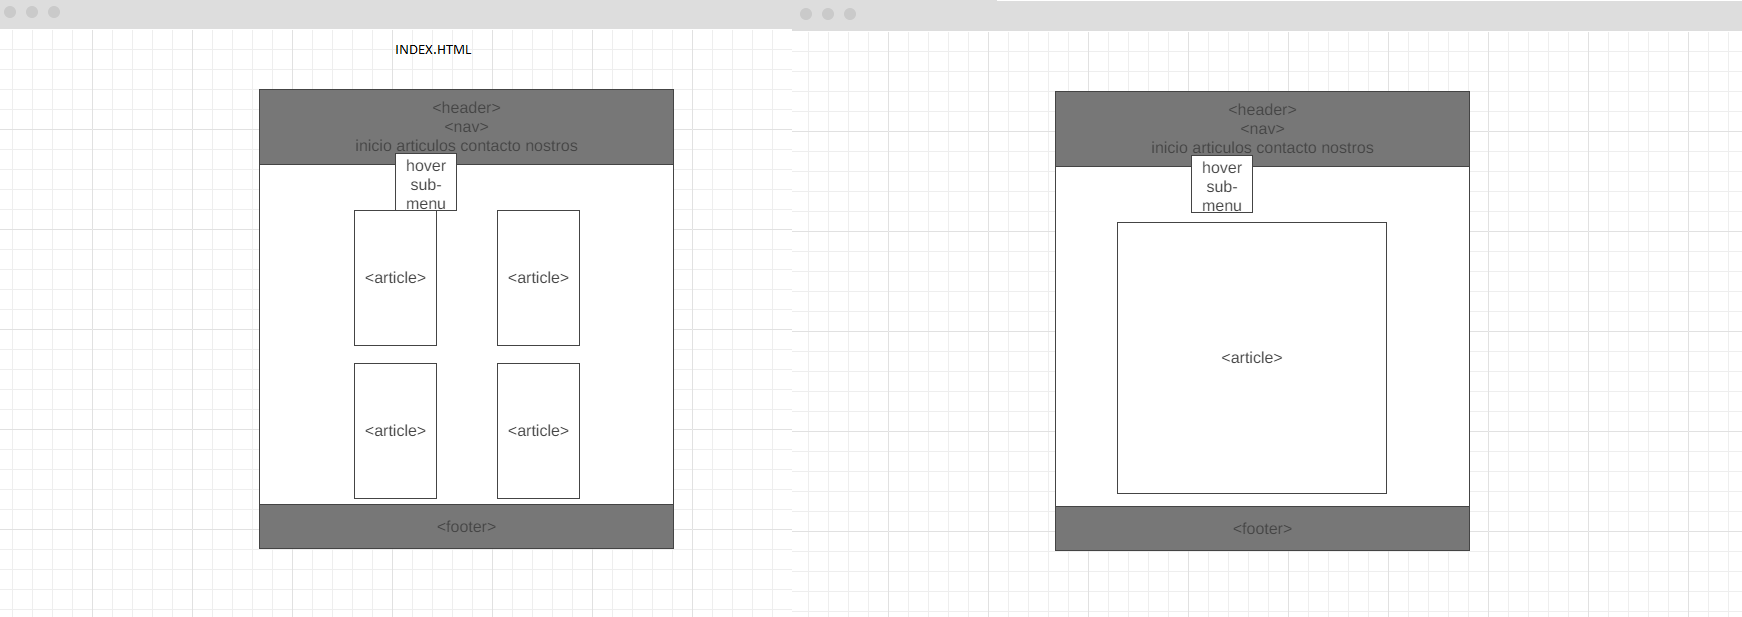 INDEX.HTML
<header>
<nav>
inicio articulos contacto nostros
hover
sub-
menu
<article>
<article>
<article>
<article>
<footer>
<header>
<nav>
inicio articulos contacto nostros
hover
sub-
menu
<article>
<footer>